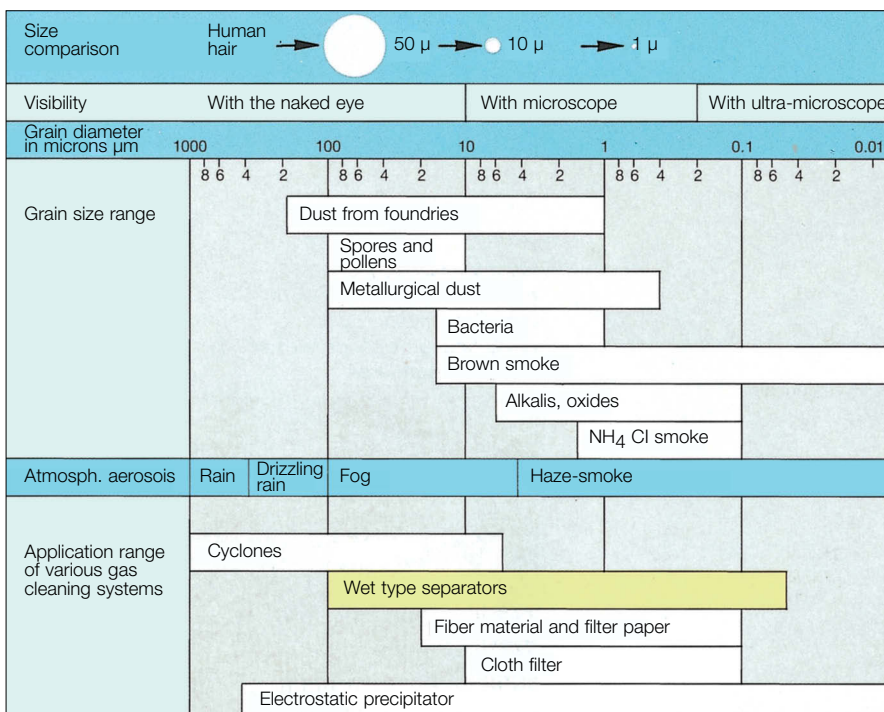 Size comparison
Human hair
50 µ
10 µ
1 µ
Visibility
With the naked eye
With microscope
With ultra-microscope
Grain diameter in microns µm
1000
100
10
1
0.1
0.01
8 6 4 2 8 6 4 2 8 6 4 2 8 6 4 2 8 6 4 2 8
Grain size range
Dust from foundries
Spores and pollens
Metallurgical dust
Bacteria
Brown smoke
Alkalis, oxides
NH4 Cl smoke
Atmosph. aerosois
Rain
Drizzling rain
Fog
Haze-smoke
Application range of various gas cleaning systems
Cyclones
Wet type separators
Fiber material and filter paper
Cloth filter
Electrostatic precipitator